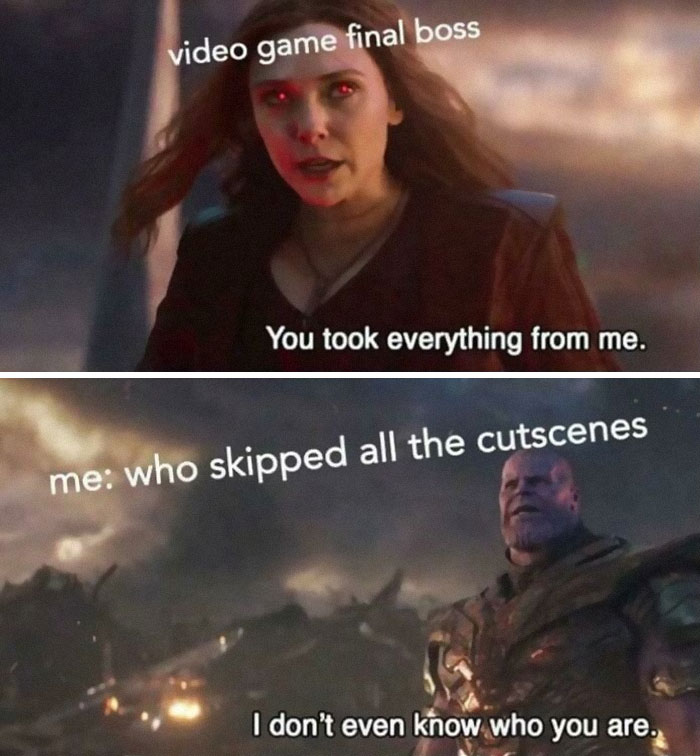 video game final boss
You took everything from me.
me: who skipped all the cutscenes
I don't even know who you are.